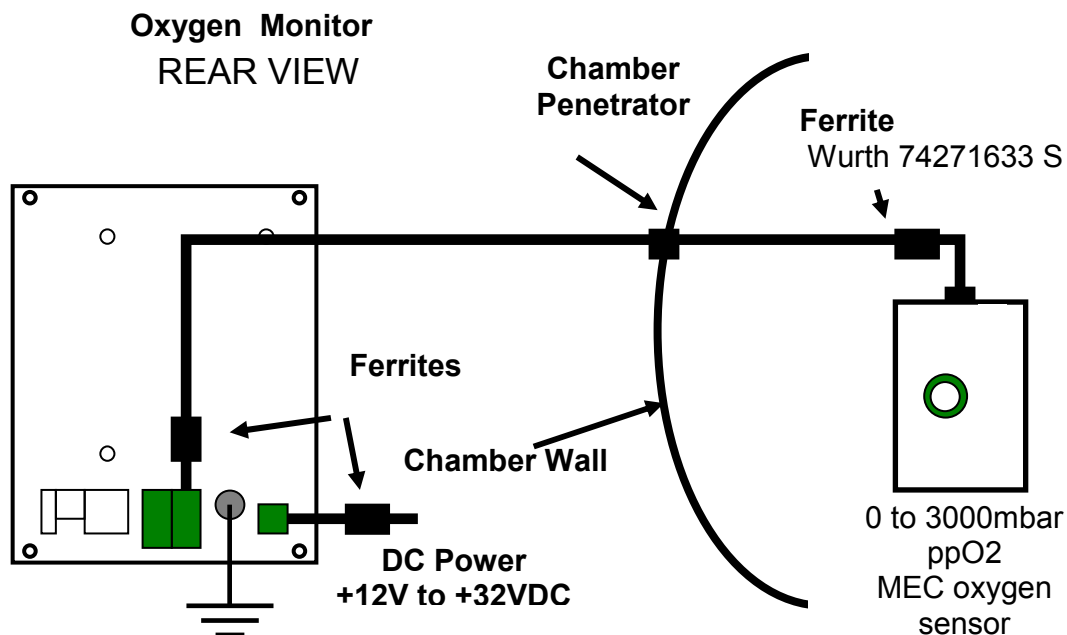 Oxygen Monitor
REAR VIEW
Chamber
Penetrator
Ferrite
Wurth 74271633 S
Ferrites
Chamber Wall
DC Power
+12V to +32VDC
0 to 3000mbar
ppO2
MEC oxygen
sensor